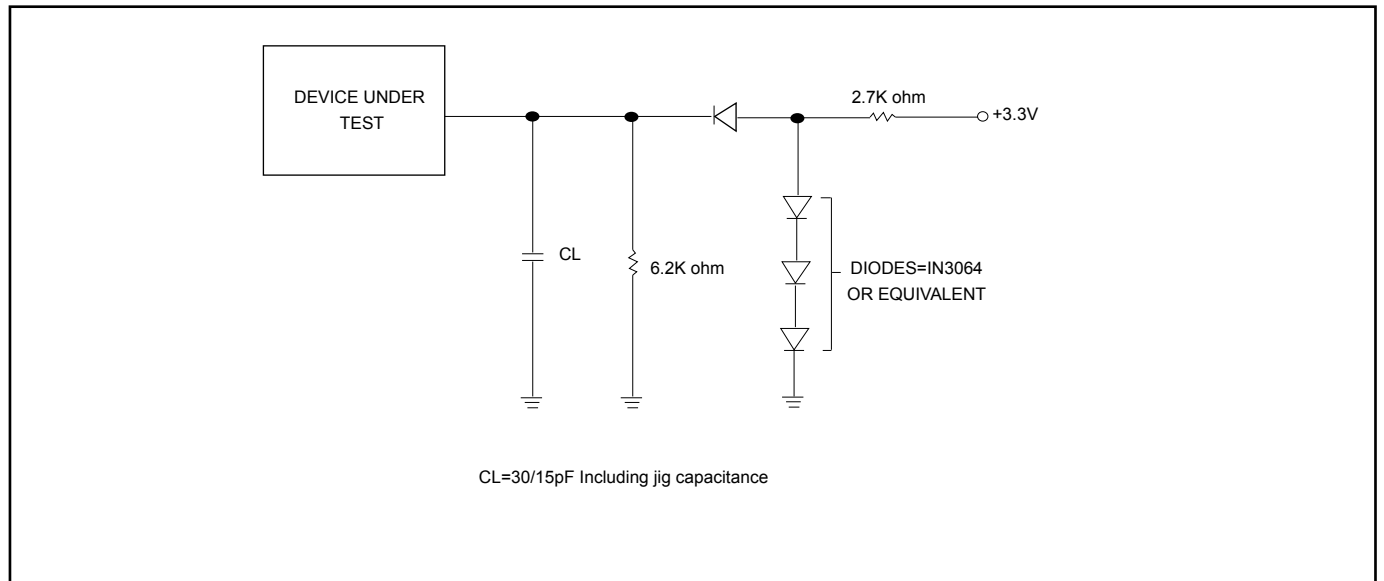 DEVICE UNDER
TEST
2.7K ohm
+3.3V
CL
6.2K ohm
DIODES=IN3064
OR EQUIVALENT
CL=30/15pF Including jig capacitance